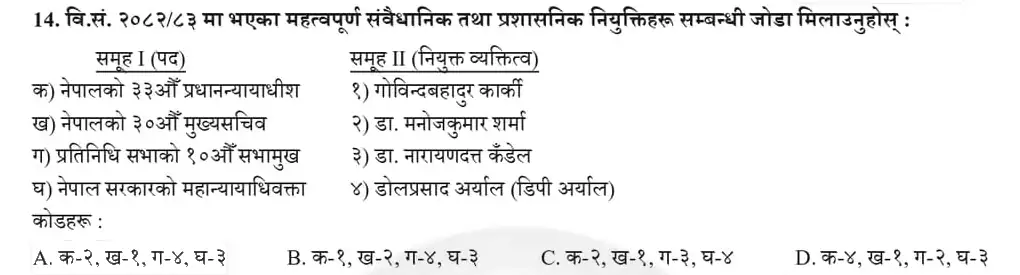 14. वि.सं. २०८२/८३ मा भएका महत्वपूर्ण संवैधानिक तथा प्रशासनिक नियुक्तिहरू सम्बन्धी जोडा मिलाउनुहोस् :
समूह I (पद) समूह II (नियुक्त व्यक्तित्व)
क) नेपालको ३३औँ प्रधानन्यायाधीश १) गोविन्दबहादुर कार्की
ख) नेपालको ३०औँ मुख्यसचिव २) डा. मनोजकुमार शर्मा
ग) प्रतिनिधि सभाको १०औँ सभामुख ३) डा. नारायणदत्त कँडेल
घ) नेपाल सरकारको महान्यायाधिवक्ता ४) डोलप्रसाद अर्याल (डिपी अर्याल)
कोडहरू :
A. क-२, ख-१, ग-४, घ-३ B. क-१, ख-२, ग-४, घ-३ C. क-२, ख-१, ग-३, घ-४ D. क-४, ख-१, ग-२, घ-३